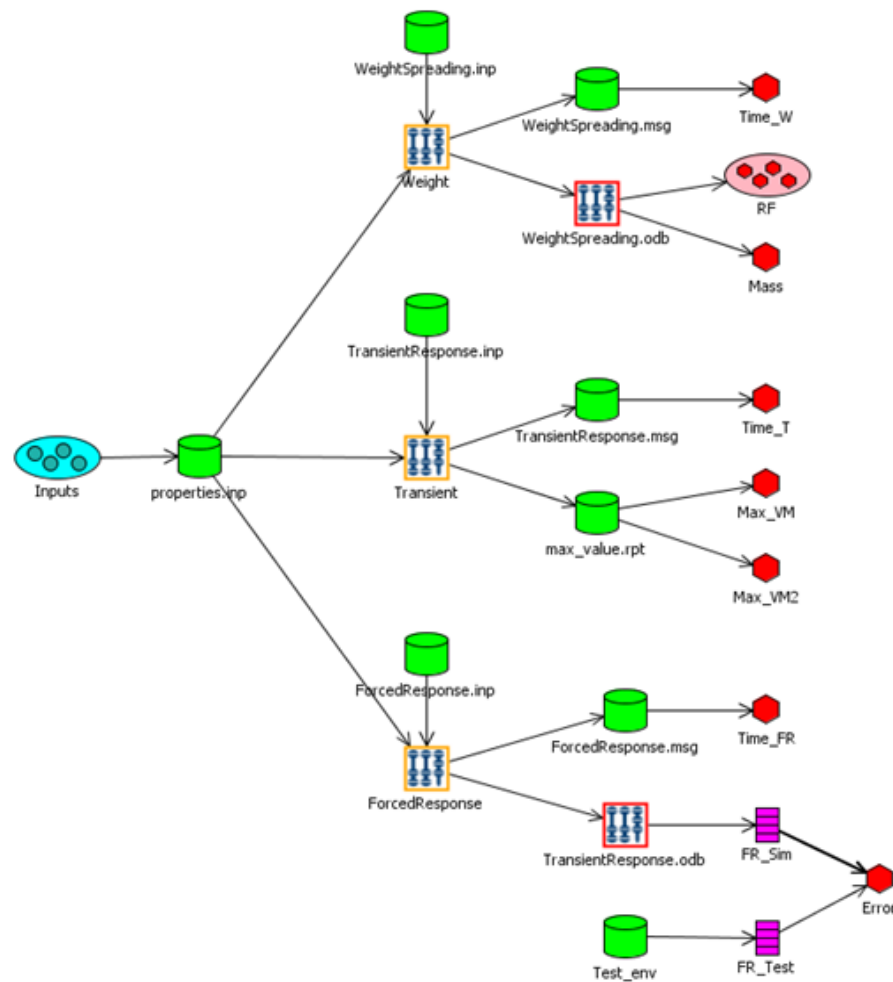 WeightSpreading.inp
WeightSpreading.msg
Time_W
Weight
RF
WeightSpreading.odb
Mass
TransientResponse.inp
TransientResponse.msg
Time_T
Inputs
properties.inp
Transient
Max_VM
max_value.rpt
Max_VM2
ForcedResponse.inp
ForcedResponse.msg
Time_FR
ForcedResponse
TransientResponse.odb
FR_Sim
Error
Test_env
FR_Test